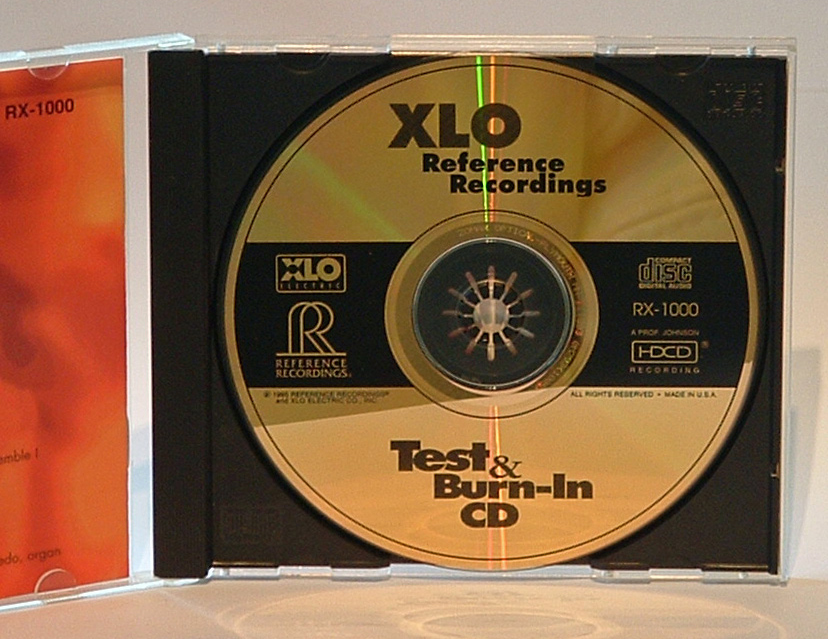 RX-1000
emble I
edo, organ
XLO
Reference
Recordings
XLO
ELECTRIC
R
REFERENCE
RECORDINGS®
COMPACT
disc
DIGITAL AUDIO
RX-1000
A PROF. JOHNSON
HDCD®
RECORDING
℗ 1995 REFERENCE RECORDINGS®
and XLO ELECTRIC CO., INC.
ALL RIGHTS RESERVED • MADE IN U.S.A.
Test &
Burn-In
CD